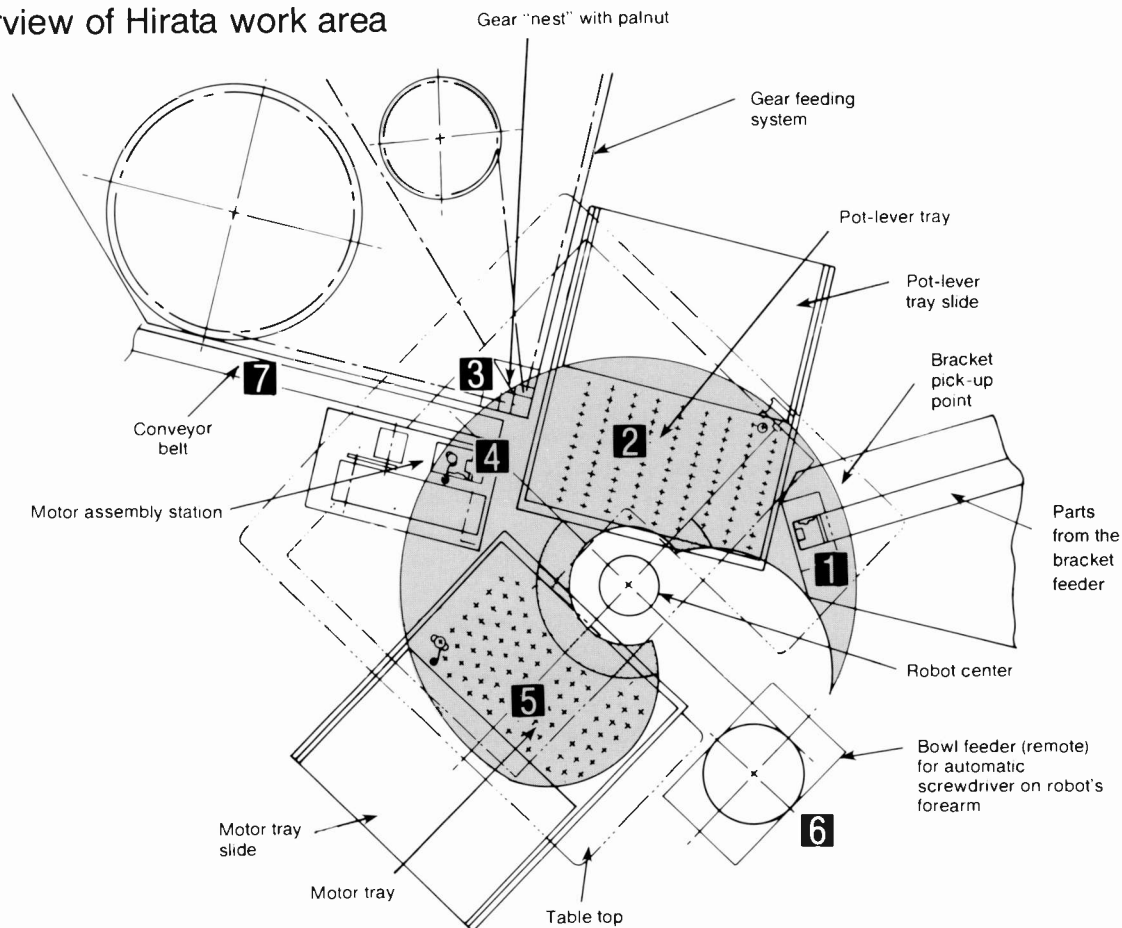 rview of Hirata work area
Gear "nest" with palnut
Gear feeding
system
Pot-lever tray
Pot-lever
tray slide
Bracket
pick-up
point
3
7
2
4
Conveyor
belt
Motor assembly station
Parts
from the
bracket
feeder
1
Robot center
5
Bowl feeder (remote)
for automatic
screwdriver on robot's
forearm
6
Motor tray
slide
Motor tray
Table top